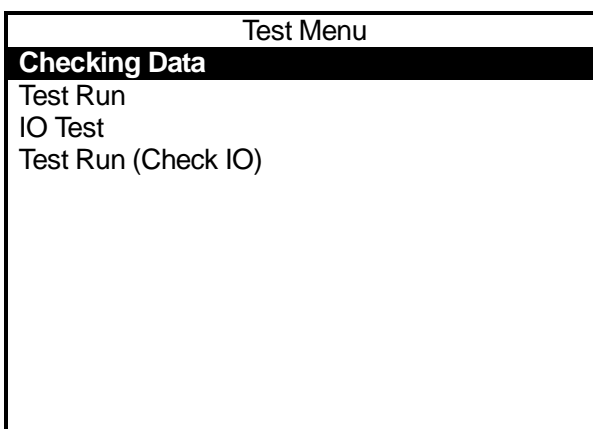 Test Menu
Checking Data
Test Run
IO Test
Test Run (Check IO)